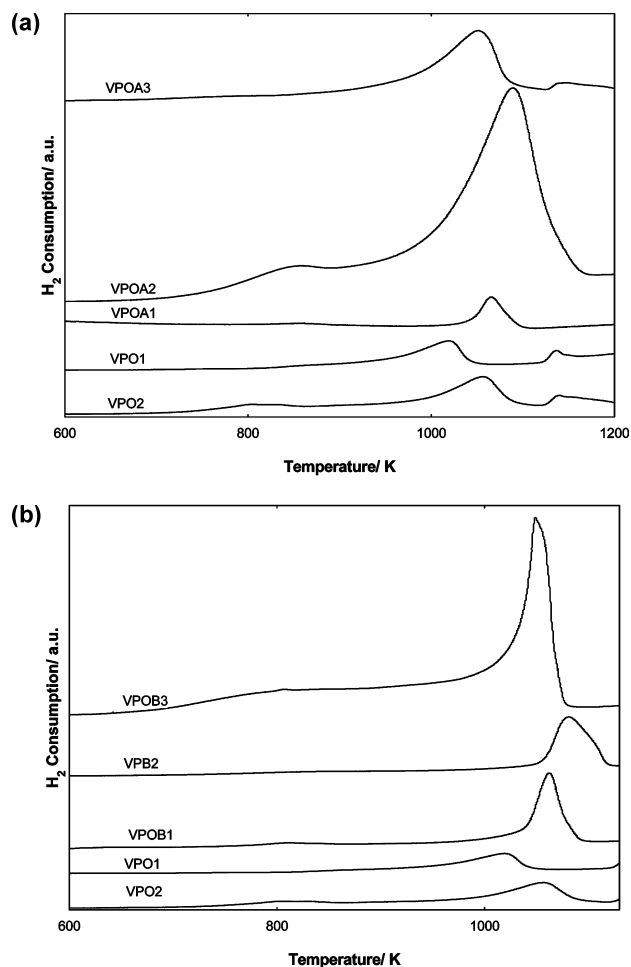 (a)
VPOA3
VPOA2
VPOA1
VPO1
VPO2
H2 Consumption/ a.u.
600 800 1000 1200
Temperature/ K
(b)
VPOB3
VPB2
VPOB1
VPO1
VPO2
H2 Consumption/ a.u.
600 800 1000
Temperature/ K